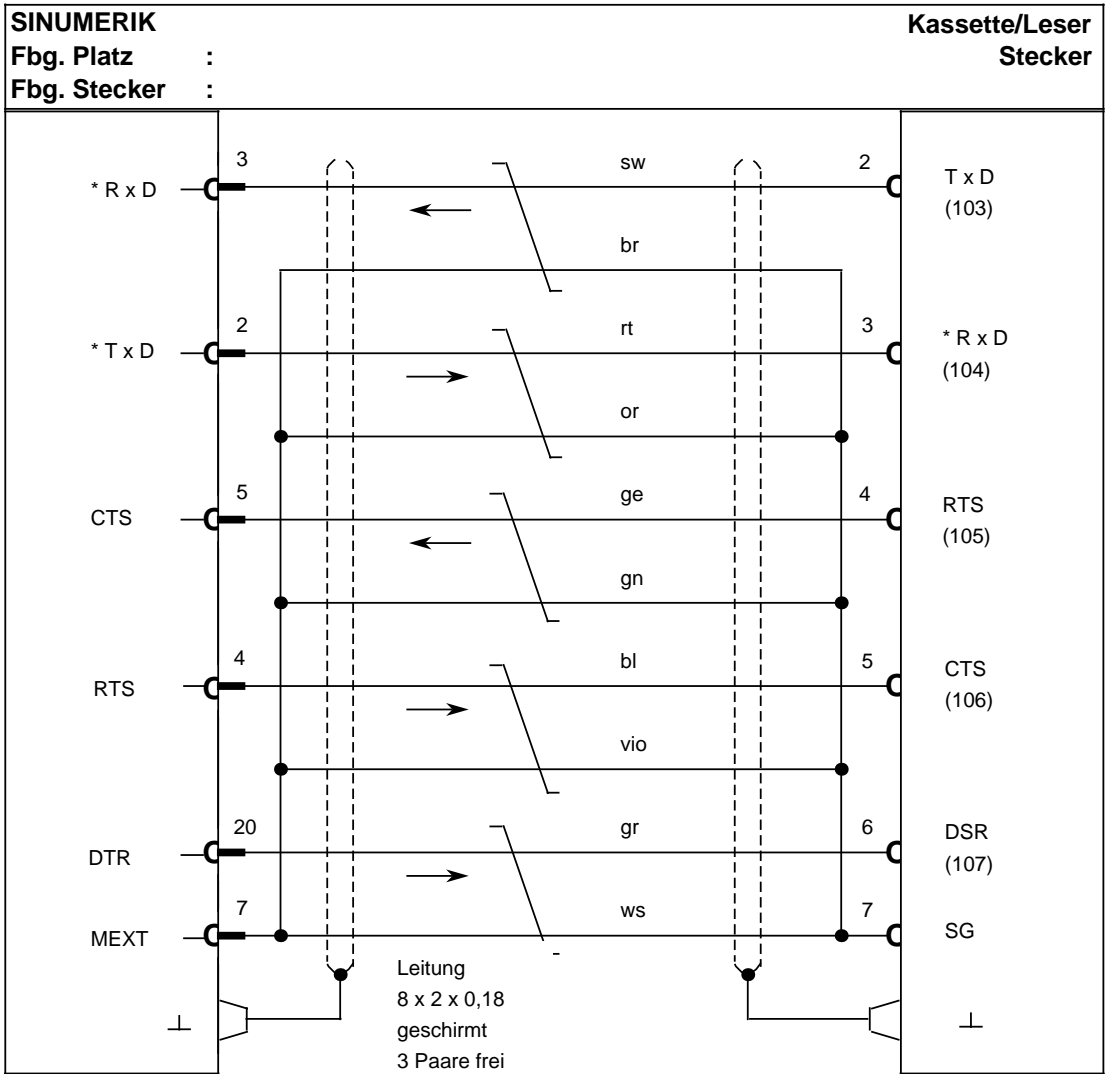 SINUMERIK
Kassette/Leser
Fbg. Platz :
Stecker
Fbg. Stecker :
3
sw
2
* R x D
T x D
(103)
br
2
rt
3
* T x D
* R x D
(104)
or
5
ge
4
CTS
RTS
(105)
gn
4
bl
5
RTS
CTS
(106)
vio
20
gr
6
DTR
DSR
(107)
7
ws
7
MEXT
SG
Leitung
8 x 2 x 0,18
geschirmt
3 Paare frei